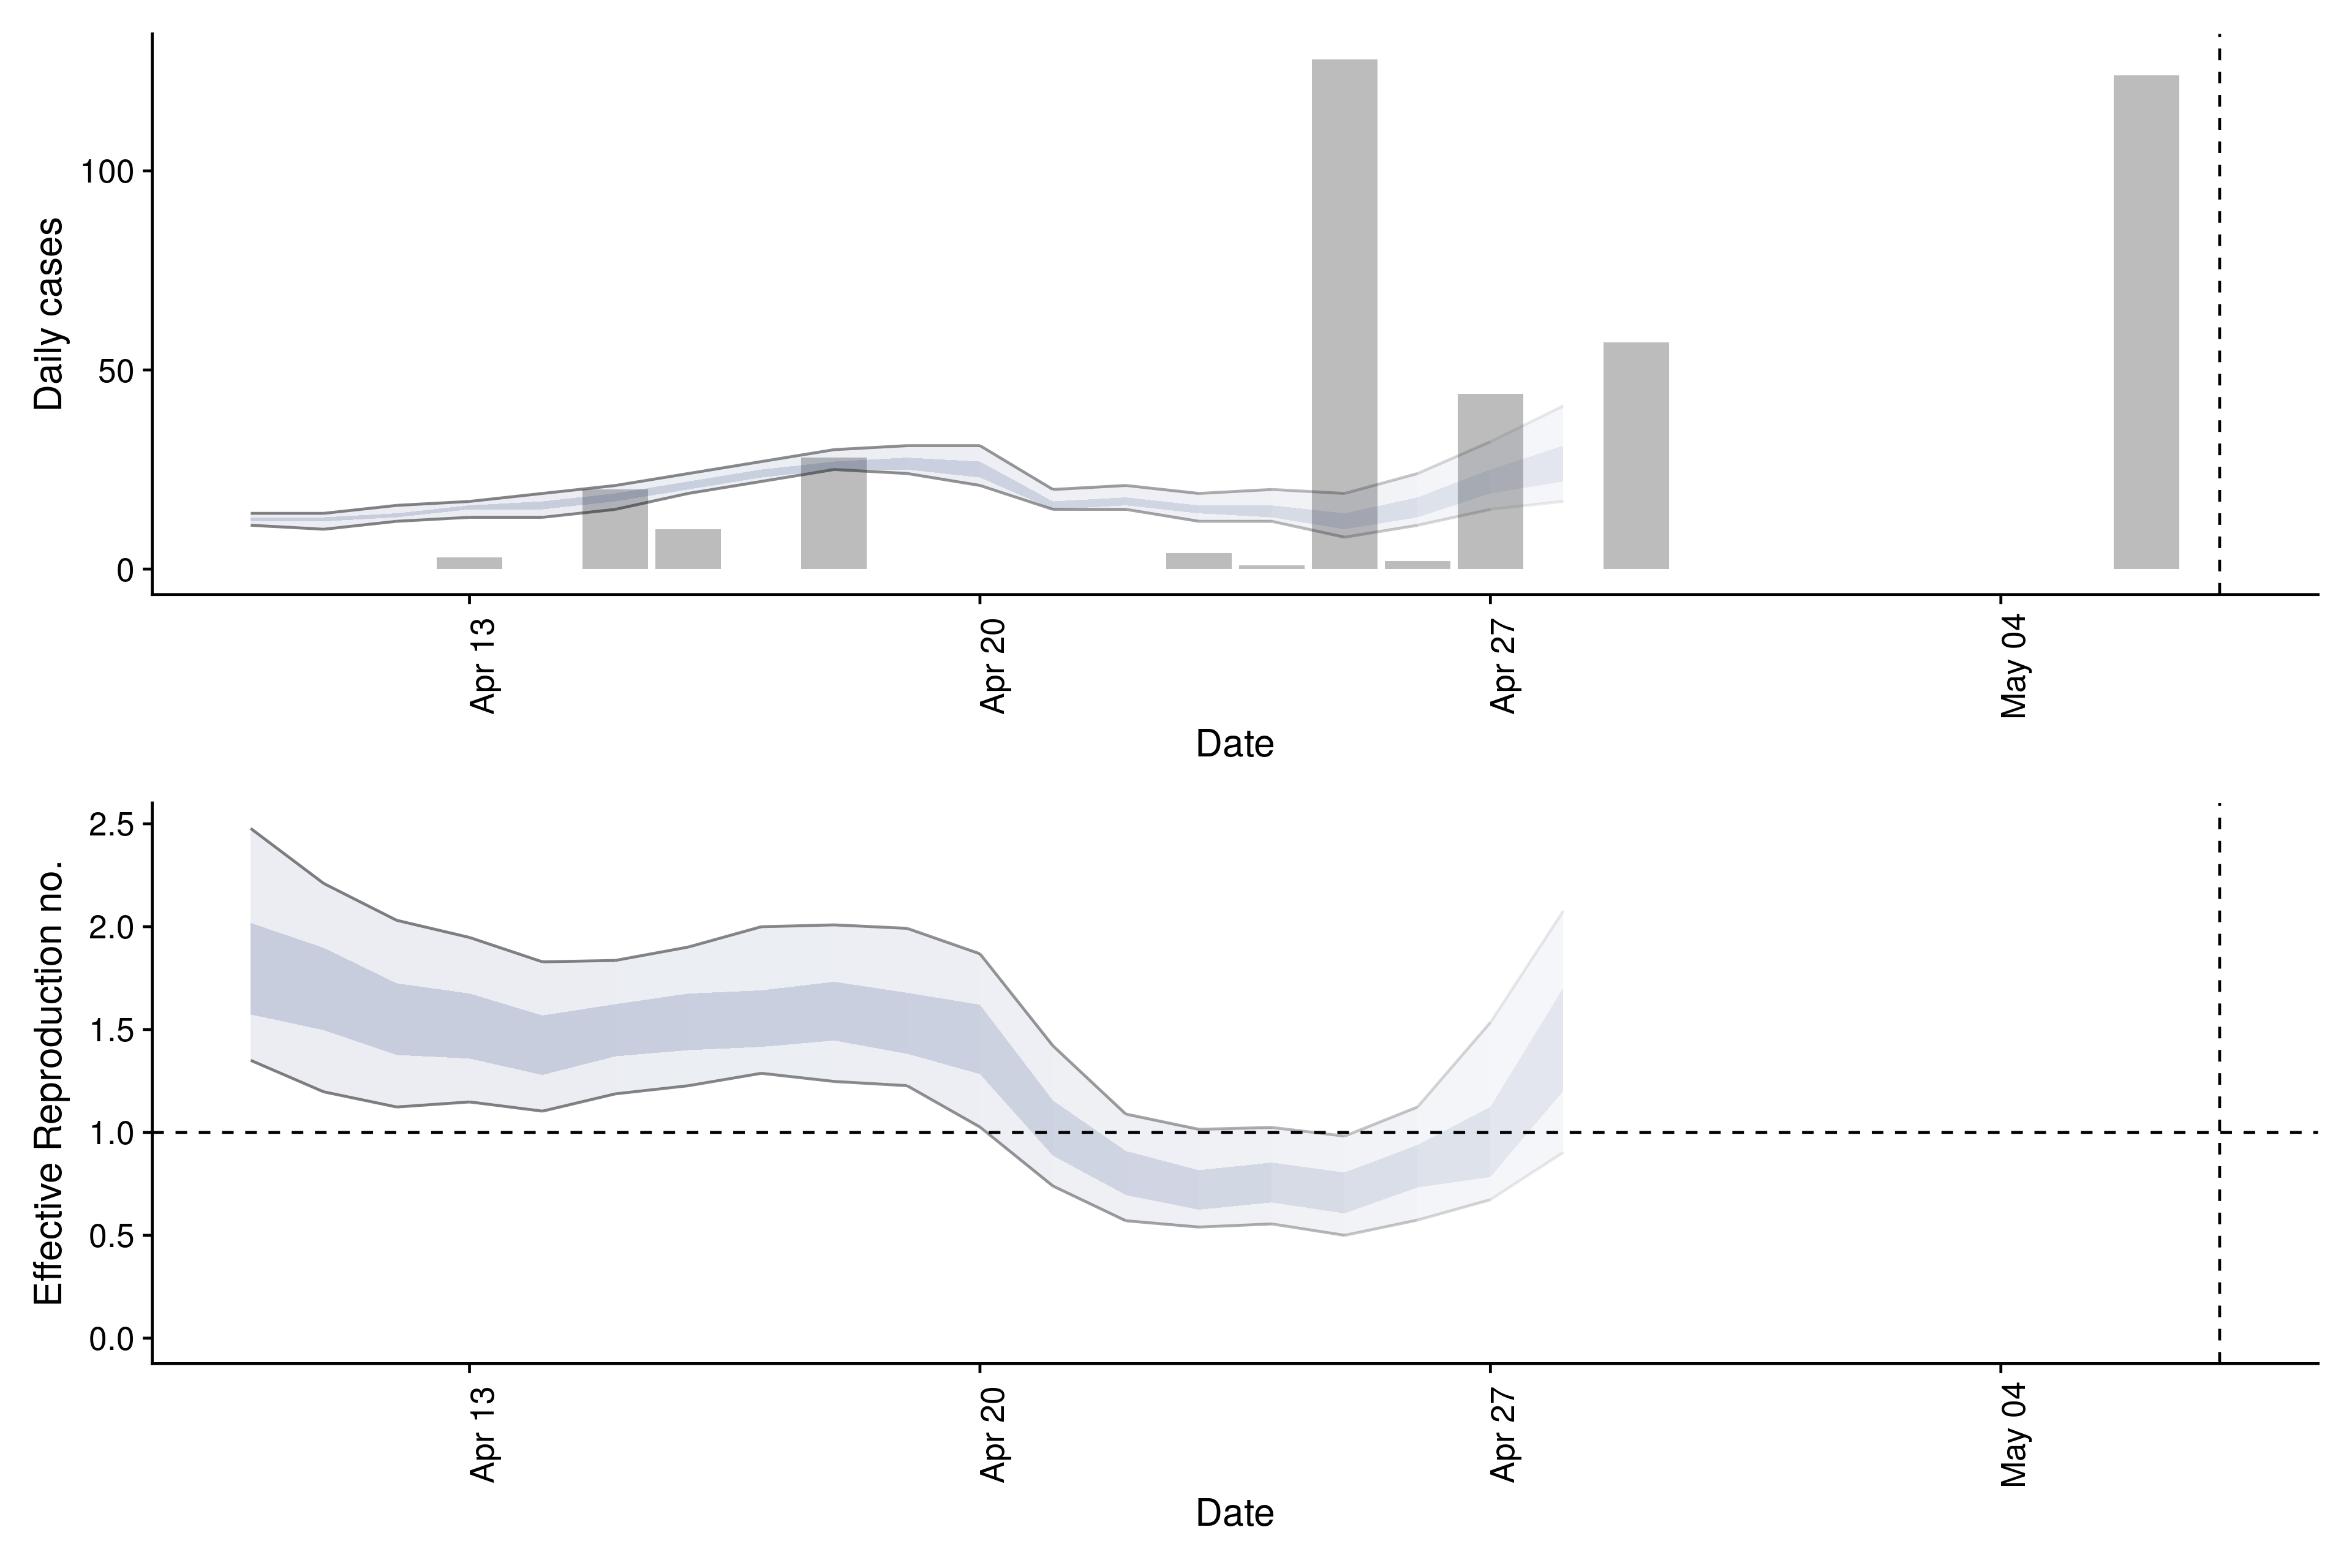 Daily cases
100
50
0
Apr 13
Apr 20
Apr 27
May 04
Date
Effective Reproduction no.
2.5
2.0
1.5
1.0
0.5
0.0
Apr 13
Apr 20
Apr 27
May 04
Date